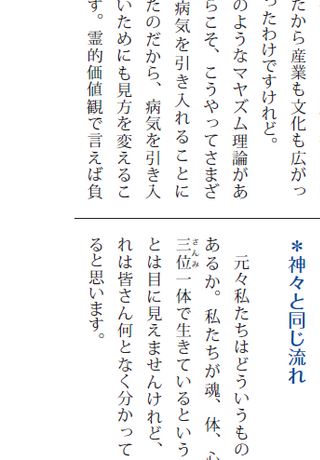 だから産業も文化も広がっ
ったわけですけれど。
のようなマヤズム理論があ
らこそ、こうやってさまざ
病気を引き入れることに
たのだから、病気を引き入
いためにも見方を変えるこ
す。霊的価値観で言えば負
＊神々と同じ流れ
元々私たちはどういうもの
あるか。私たちが魂、体、心
さんみ
三位一体で生きているという
とは目に見えませんけれど、
れは皆さん何となく分かって
ると思います。